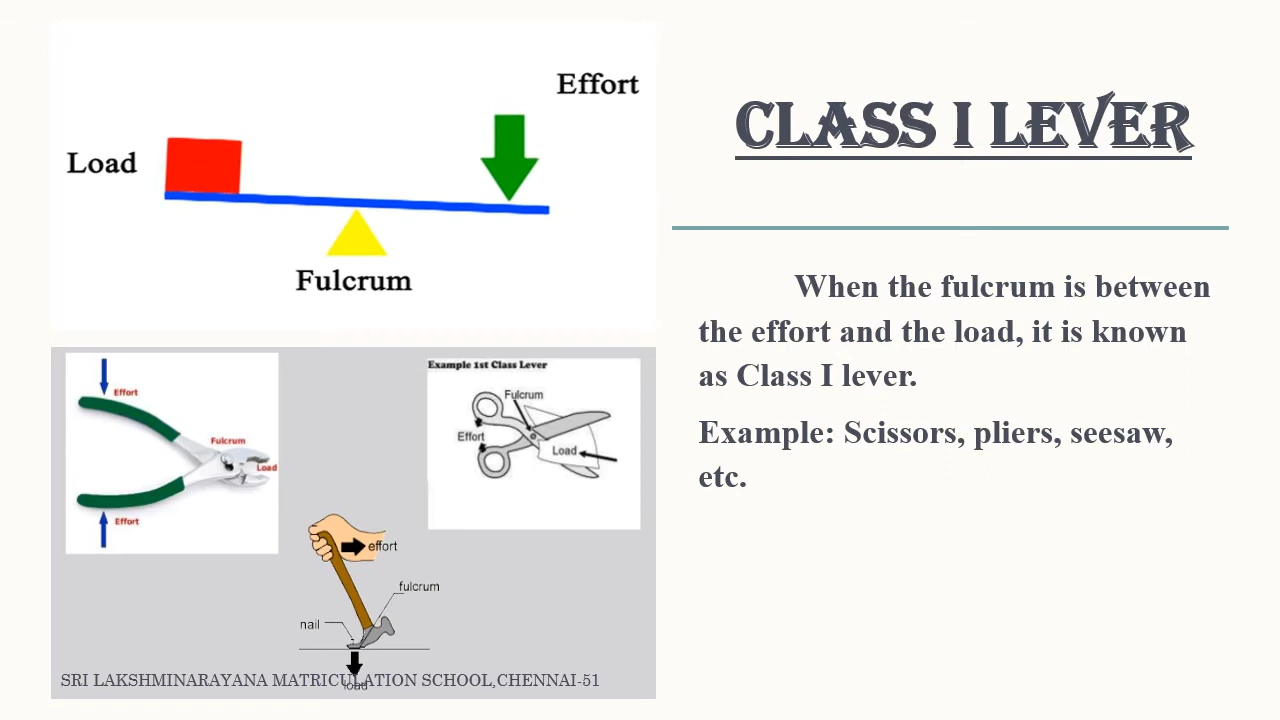 CLASS I LEVER
Effort
Load
Fulcrum
When the fulcrum is between
the effort and the load, it is known
as Class I lever.
Example: Scissors, pliers, seesaw,
etc.
Effort
Fulcrum
Load
Effort
Example 1st Class Lever
Fulcrum
Effort
Load
effort
fulcrum
nail
load
SRI LAKSHMINARAYANA MATRICULATION SCHOOL,CHENNAI-51